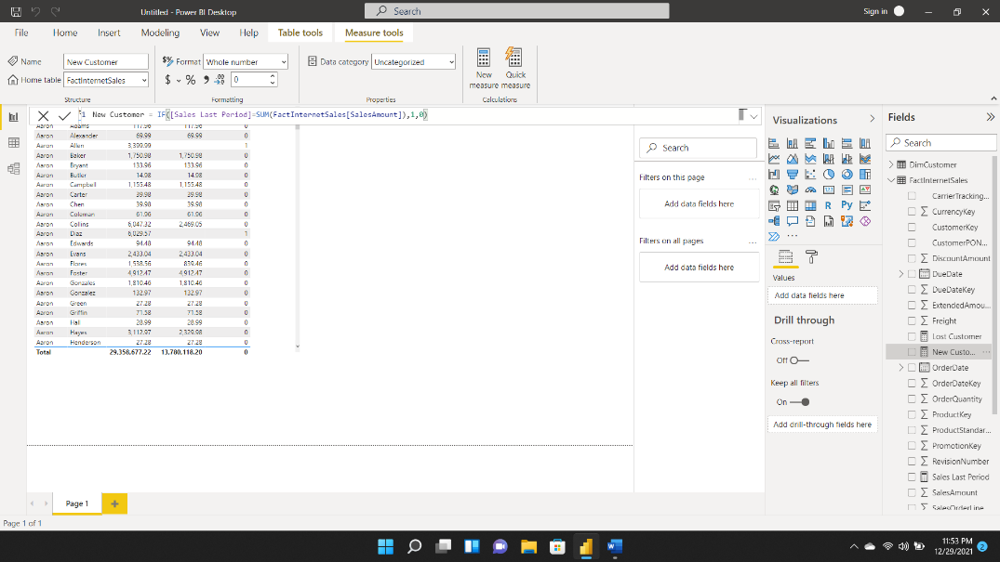 Untitled - Power BI Desktop
Search
Sign in
File Home Insert Modeling View Help Table tools Measure tools
Name New Customer
Home table FactInternetSales
Structure
Format Whole number
$ % 0
Formatting
Data category Uncategorized
Properties
New measure
Quick measure
Calculations
1 New Customer = IF([Sales Last Period]=SUM(FactInternetSales[SalesAmount]),1,0)
Aaron Adams 117.96 117.96 0
Aaron Alexander 69.99 69.99 0
Aaron Allen 3,399.99 1
Aaron Baker 1,750.98 1,750.98 0
Aaron Bryant 133.96 133.96 0
Aaron Butler 14.98 14.98 0
Aaron Campbell 1,155.48 1,155.48 0
Aaron Carter 39.98 39.98 0
Aaron Chen 39.98 39.98 0
Aaron Coleman 61.96 61.96 0
Aaron Collins 6,047.32 2,469.05 0
Aaron Diaz 6,029.57 1
Aaron Edwards 94.48 94.48 0
Aaron Evans 2,433.04 2,433.04 0
Aaron Flores 1,538.56 839.46 0
Aaron Foster 4,912.47 4,912.47 0
Aaron Gonzales 1,810.46 1,810.46 0
Aaron Gonzalez 132.97 132.97 0
Aaron Green 27.28 27.28 0
Aaron Griffin 71.58 71.58 0
Aaron Hall 28.99 28.99 0
Aaron Hayes 3,112.97 2,329.98 0
Aaron Henderson 27.28 27.28 0
Total 29,358,677.22 13,780,118.20 0
Search
Filters on this page ...
Add data fields here
Filters on all pages ...
Add data fields here
Visualizations
R Py
...
Values
Add data fields here
Drill through
Cross-report
Off
Keep all filters
On
Add drill-through fields here
Fields
Search
DimCustomer
FactInternetSales
CarrierTracking...
CurrencyKey
CustomerKey
CustomerPON...
DiscountAmount
DueDate
DueDateKey
ExtendedAmou...
Freight
Lost Customer
New Custo... ...
OrderDate
OrderDateKey
OrderQuantity
ProductKey
ProductStandar...
PromotionKey
RevisionNumber
Sales Last Period
SalesAmount
SalesOrderLine
Page 1
Page 1 of 1
11:53 PM
12/29/2021
2